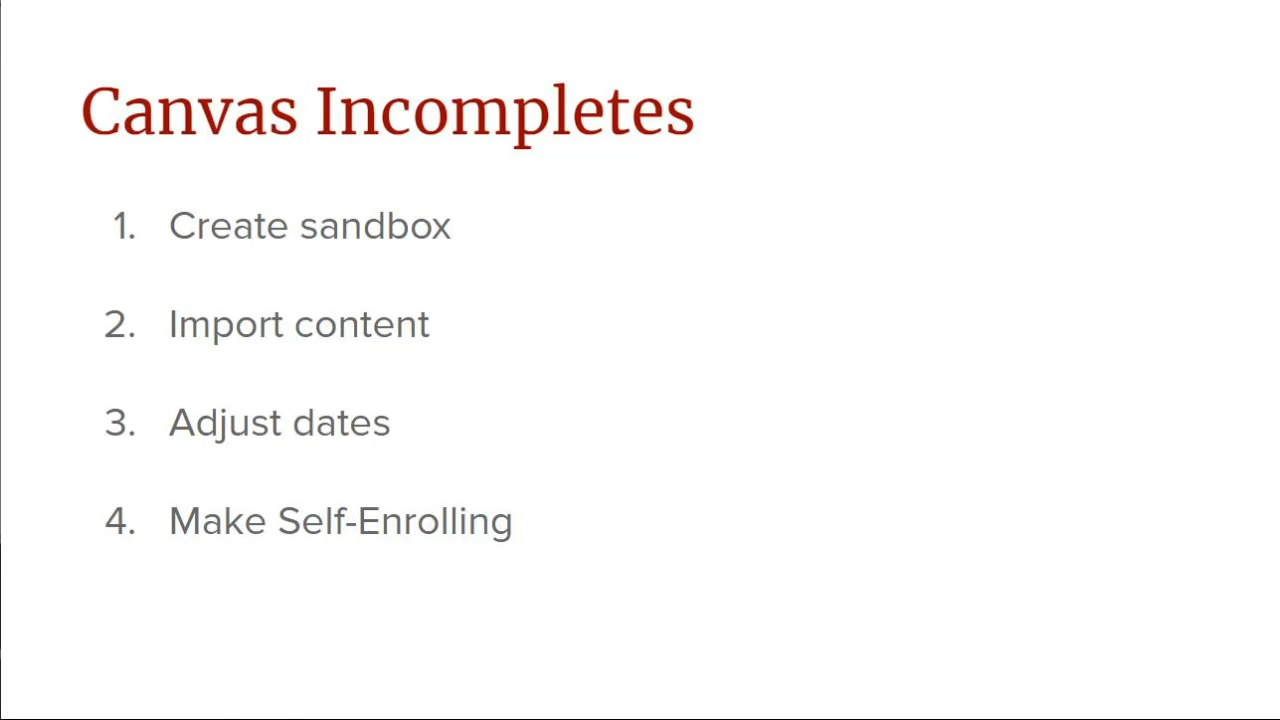 Canvas Incompletes
1. Create sandbox
2. Import content
3. Adjust dates
4. Make Self-Enrolling